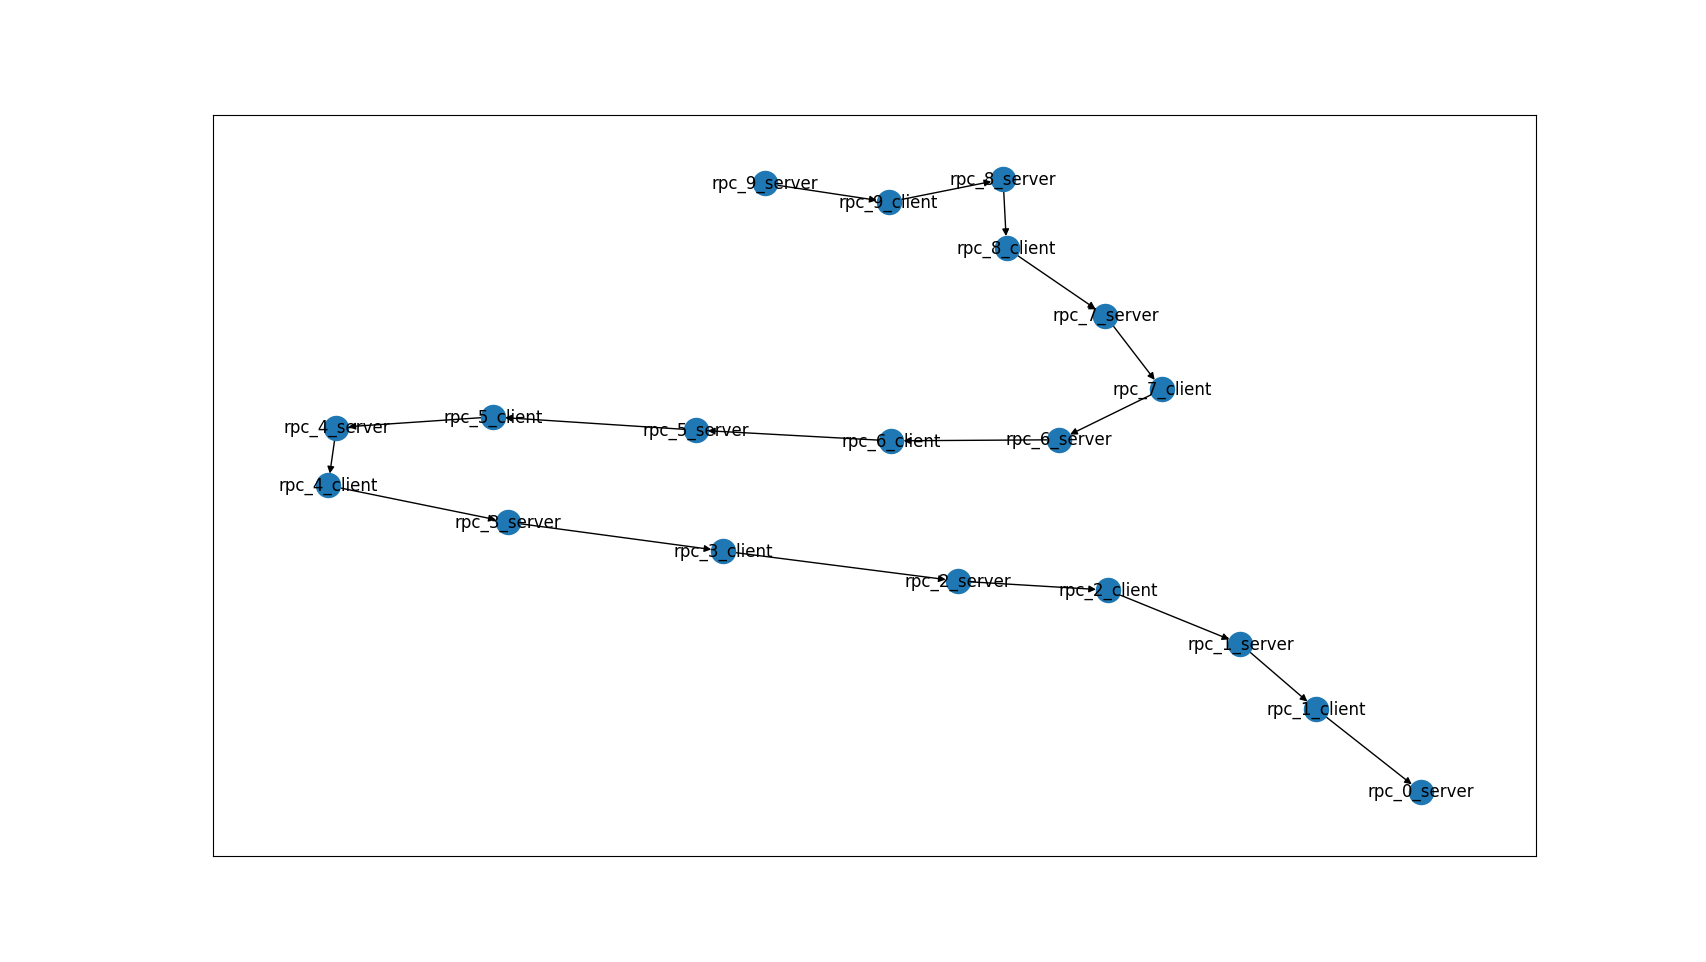 rpc_9_server
rpc_8_server
rpc_9_client
rpc_8_client
rpc_7_server
rpc_7_client
rpc_5_client
rpc_4_server
rpc_5_server
rpc_6_client
rpc_6_server
rpc_4_client
rpc_3_server
rpc_3_client
rpc_2_server
rpc_2_client
rpc_1_server
rpc_1_client
rpc_0_server